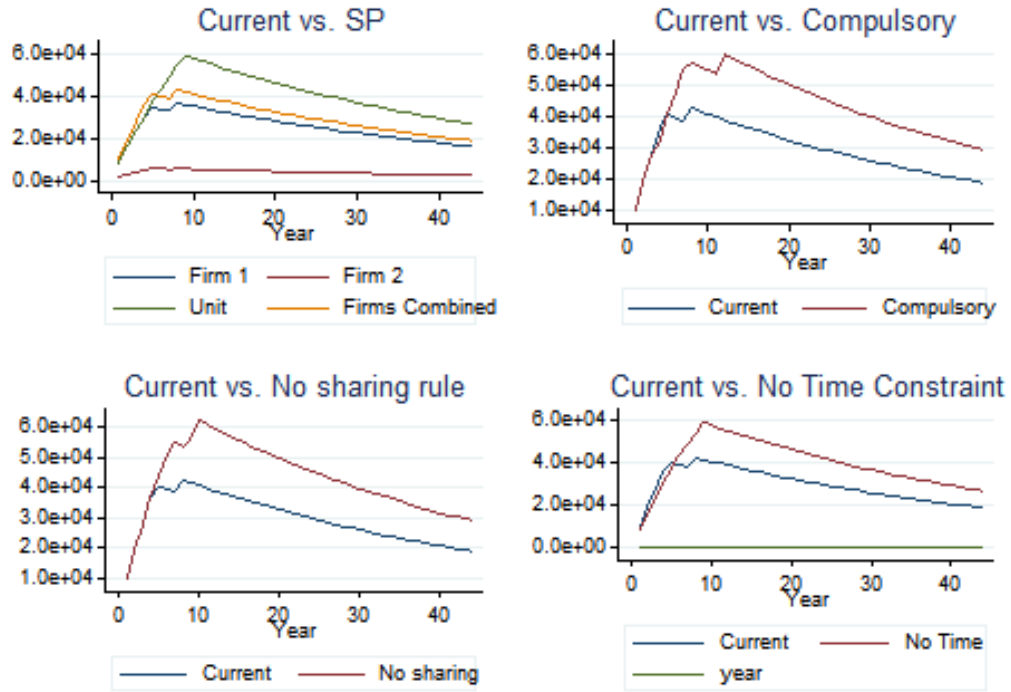 Current vs. SP
6.0e+04
4.0e+04
2.0e+04
0.0e+00
0 10 20 30 40
Year
Firm 1 Firm 2
Unit Firms Combined
Current vs. Compulsory
6.0e+04
5.0e+04
4.0e+04
3.0e+04
2.0e+04
1.0e+04
0 10 20 30 40
Year
Current Compulsory
Current vs. No sharing rule
6.0e+04
5.0e+04
4.0e+04
3.0e+04
2.0e+04
1.0e+04
0 10 20 30 40
Year
Current No sharing
Current vs. No Time Constraint
6.0e+04
4.0e+04
2.0e+04
0.0e+00
0 10 20 30 40
Year
Current No Time
year